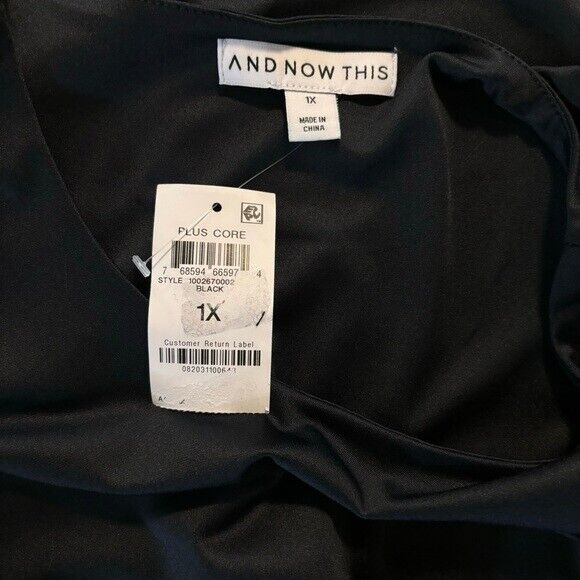 AND NOW THIS
1X
MADE IN
CHINA
PLUS CORE
7 68594 66597 4
STYLE 1002670002
BLACK
1X
Customer Return Label